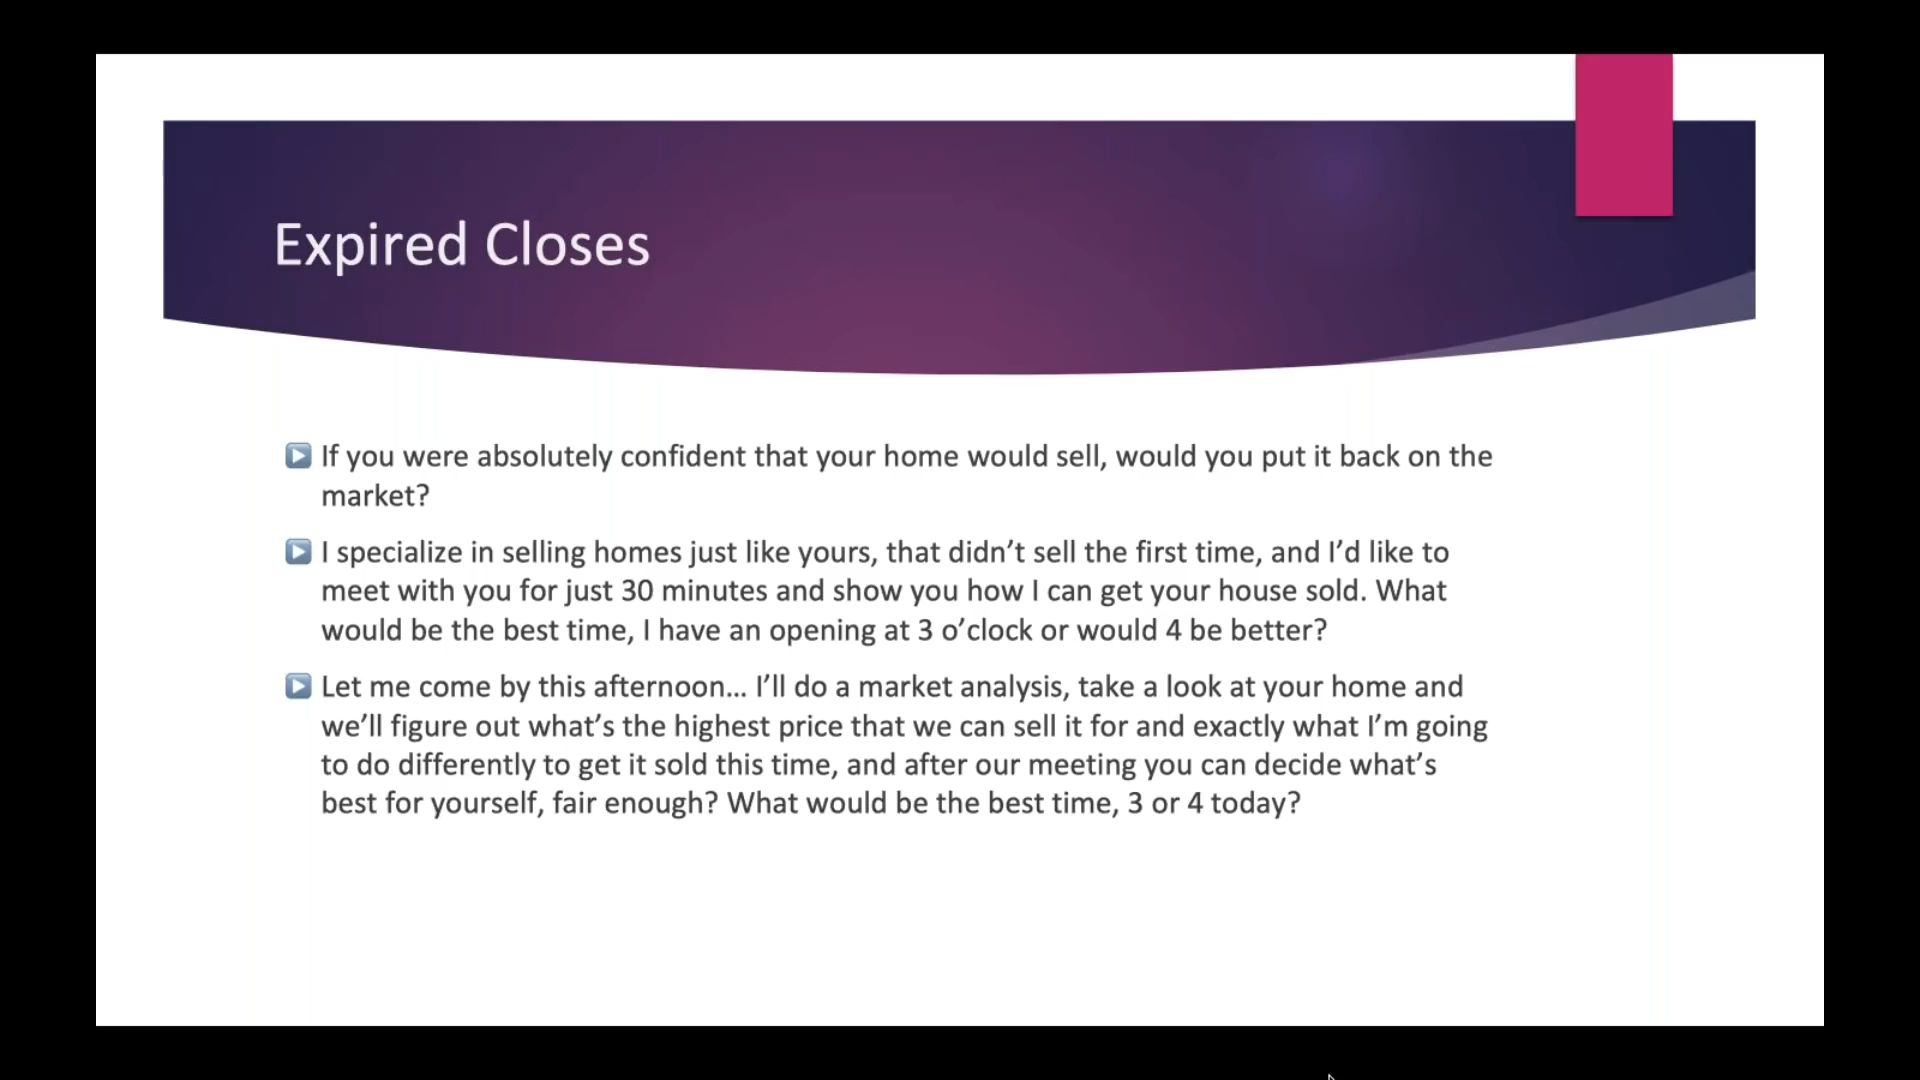 Expired Closes
If you were absolutely confident that your home would sell, would you put it back on the
market?
I specialize in selling homes just like yours, that didn’t sell the first time, and I’d like to
meet with you for just 30 minutes and show you how I can get your house sold. What
would be the best time, I have an opening at 3 o’clock or would 4 be better?
Let me come by this afternoon… I’ll do a market analysis, take a look at your home and
we’ll figure out what’s the highest price that we can sell it for and exactly what I’m going
to do differently to get it sold this time, and after our meeting you can decide what’s
best for yourself, fair enough? What would be the best time, 3 or 4 today?